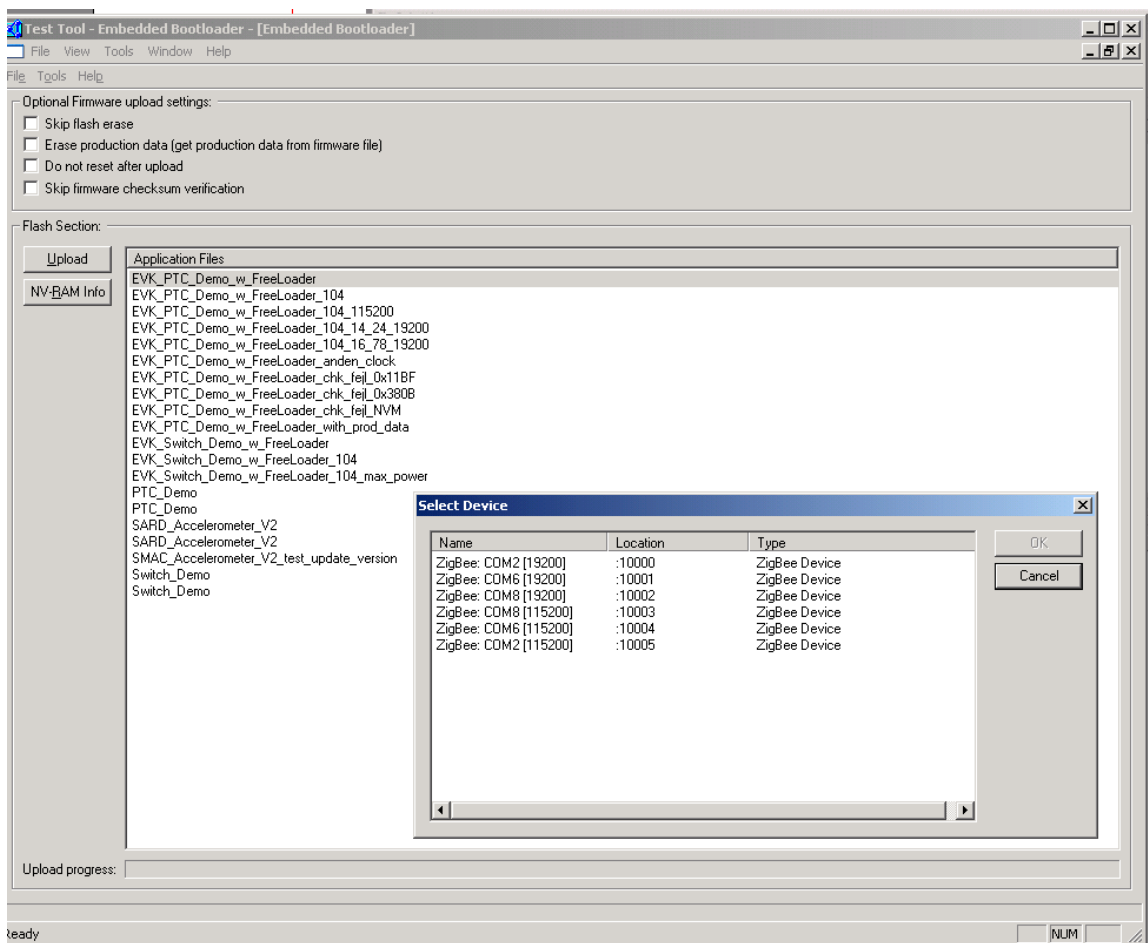 Test Tool - Embedded Bootloader - [Embedded Bootloader]
File View Tools Window Help
File Tools Help
Optional Firmware upload settings:
Skip flash erase
Erase production data (get production data from firmware file)
Do not reset after upload
Skip firmware checksum verification
Flash Section:
Upload
NV-RAM Info
Application Files
EVK_PTC_Demo_w_FreeLoader
EVK_PTC_Demo_w_FreeLoader_104
EVK_PTC_Demo_w_FreeLoader_104_115200
EVK_PTC_Demo_w_FreeLoader_104_14_24_19200
EVK_PTC_Demo_w_FreeLoader_104_16_78_19200
EVK_PTC_Demo_w_FreeLoader_anden_clock
EVK_PTC_Demo_w_FreeLoader_chk_fejl_0x11BF
EVK_PTC_Demo_w_FreeLoader_chk_fejl_0x380B
EVK_PTC_Demo_w_FreeLoader_chk_fejl_NVM
EVK_PTC_Demo_w_FreeLoader_with_prod_data
EVK_Switch_Demo_w_FreeLoader
EVK_Switch_Demo_w_FreeLoader_104
EVK_Switch_Demo_w_FreeLoader_104_max_power
PTC_Demo
PTC_Demo
SARD_Accelerometer_V2
SARD_Accelerometer_V2
SMAC_Accelerometer_V2_test_update_version
Switch_Demo
Switch_Demo
Select Device
Name Location Type
ZigBee: COM2 [19200] :10000 ZigBee Device
ZigBee: COM6 [19200] :10001 ZigBee Device
ZigBee: COM8 [19200] :10002 ZigBee Device
ZigBee: COM8 [115200] :10003 ZigBee Device
ZigBee: COM6 [115200] :10004 ZigBee Device
ZigBee: COM2 [115200] :10005 ZigBee Device
OK
Cancel
Upload progress:
Ready
NUM